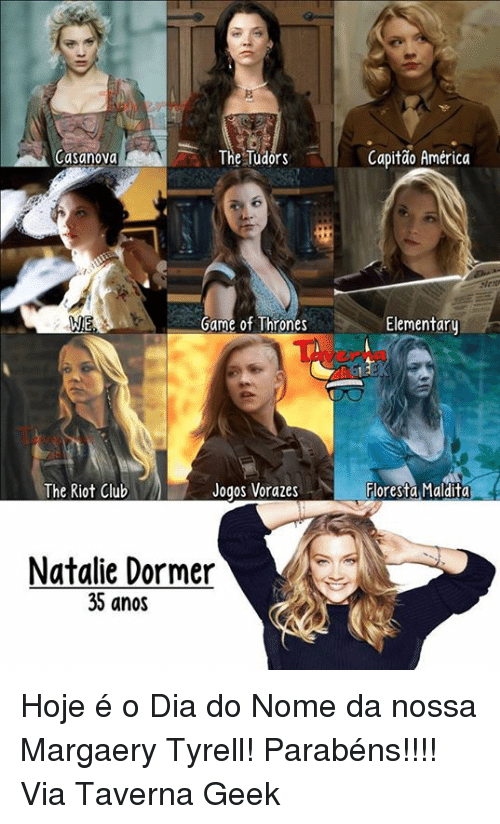 Casanova
The Tudors
Capitão América
W.E.
Game of Thrones
Elementary
Taverna
GEEK
The Riot Club
Jogos Vorazes
Floresta Maldita
Natalie Dormer
35 anos
Hoje é o Dia do Nome da nossa
Margaery Tyrell! Parabéns!!!!
Via Taverna Geek